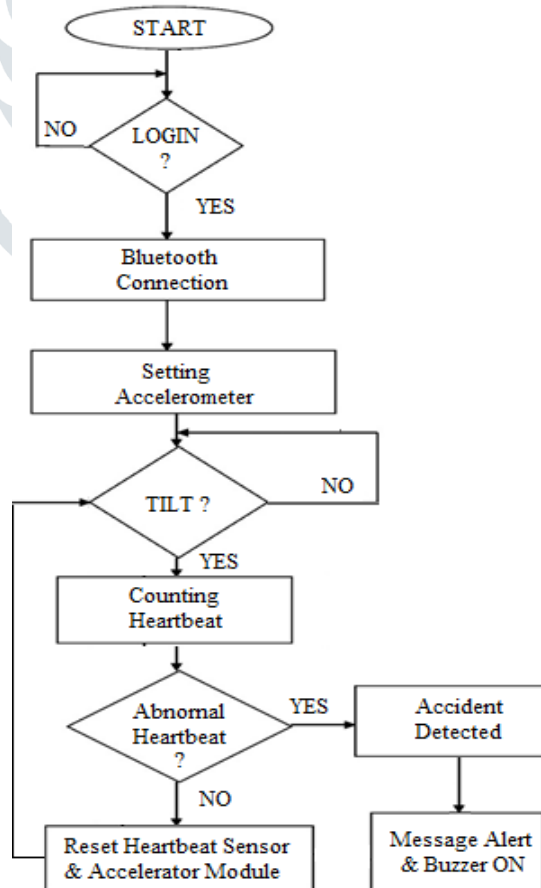 START
NO
LOGIN
?
YES
Bluetooth
Connection
Setting
Accelerometer
TILT ?
NO
YES
Counting
Heartbeat
Abnomal
Heartbeat
?
YES
Accident
Detected
NO
Reset Heartbeat Sensor
& Accelerator Module
Message Alert
& Buzzer ON